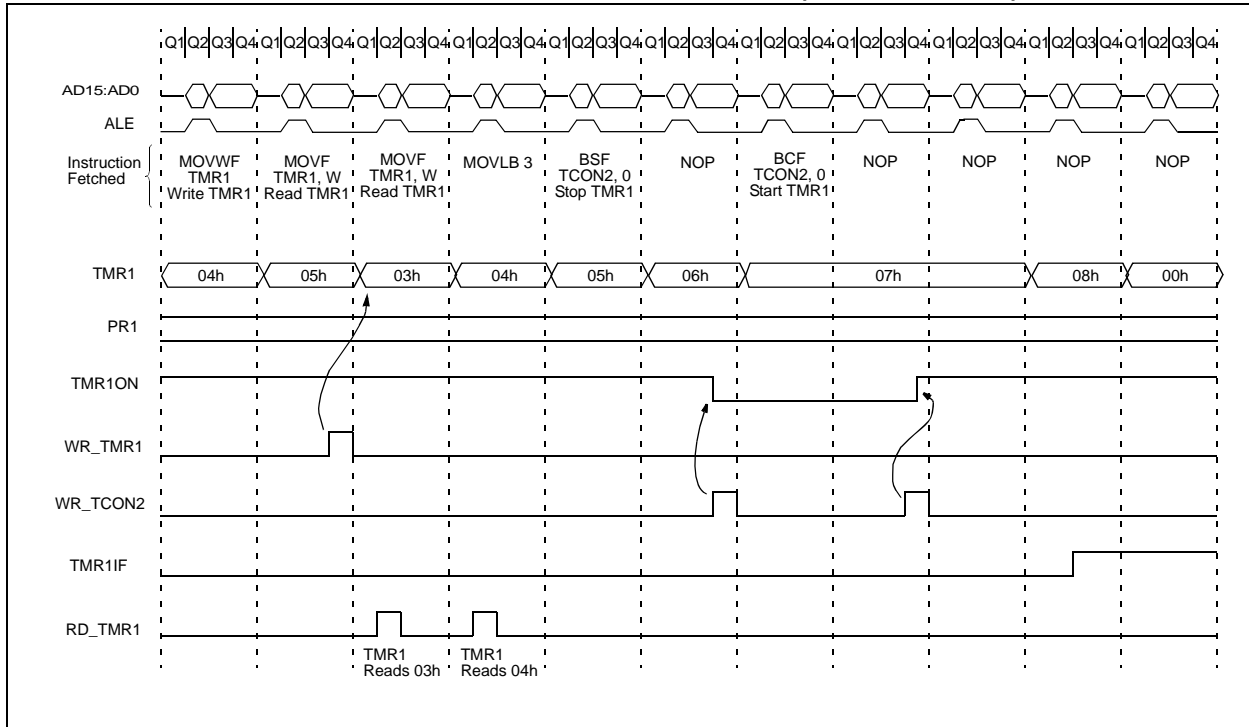 Q1 Q2 Q3 Q4 Q1 Q2 Q3 Q4 Q1 Q2 Q3 Q4 Q1 Q2 Q3 Q4 Q1 Q2 Q3 Q4 Q1 Q2 Q3 Q4 Q1 Q2 Q3 Q4 Q1 Q2 Q3 Q4 Q1 Q2 Q3 Q4 Q1 Q2 Q3 Q4 Q1 Q2 Q3 Q4
AD15:AD0
ALE
Instruction
Fetched
MOVWF
TMR1
Write TMR1
MOVF
TMR1, W
Read TMR1
MOVF
TMR1, W
Read TMR1
MOVLB 3
BSF
TCON2, 0
Stop TMR1
NOP
BCF
TCON2, 0
Start TMR1
NOP
NOP
NOP
NOP
TMR1
04h
05h
03h
04h
05h
06h
07h
08h
00h
PR1
TMR1ON
WR_TMR1
WR_TCON2
TMR1IF
RD_TMR1
TMR1
Reads 03h
TMR1
Reads 04h